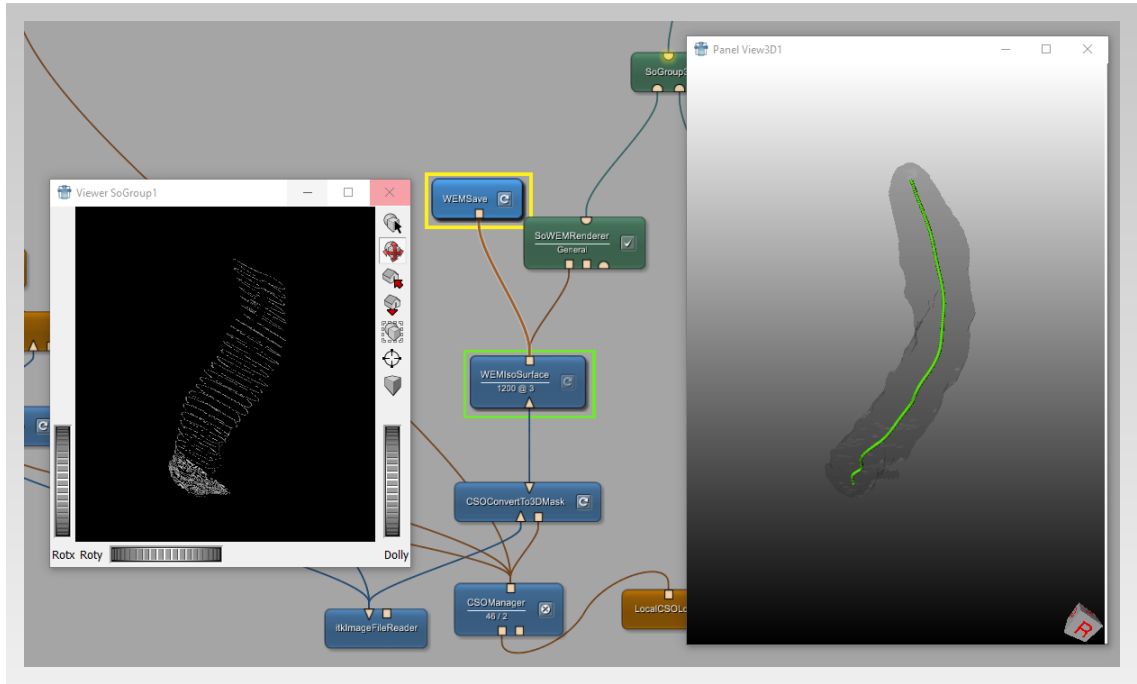 Panel View3D1
SoGroup3
Viewer SoGroup1
WEMSave
SoWEMRenderer
General
WEMIsoSurface
1200 @ 3
CSOConvertTo3DMask
Rotx Roty
Dolly
CSOManager
46 / 2
LocalCSOLo
itkImageFileReader
R